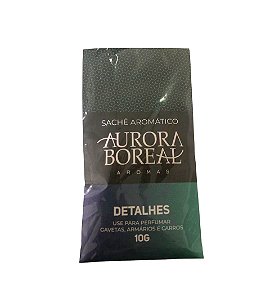 SACHÊ AROMÁTICO
AURORA
BOREAL
AROMAS
DETALHES
USE PARA PERFUMAR
GAVETAS, ARMÁRIOS E CARROS
10G